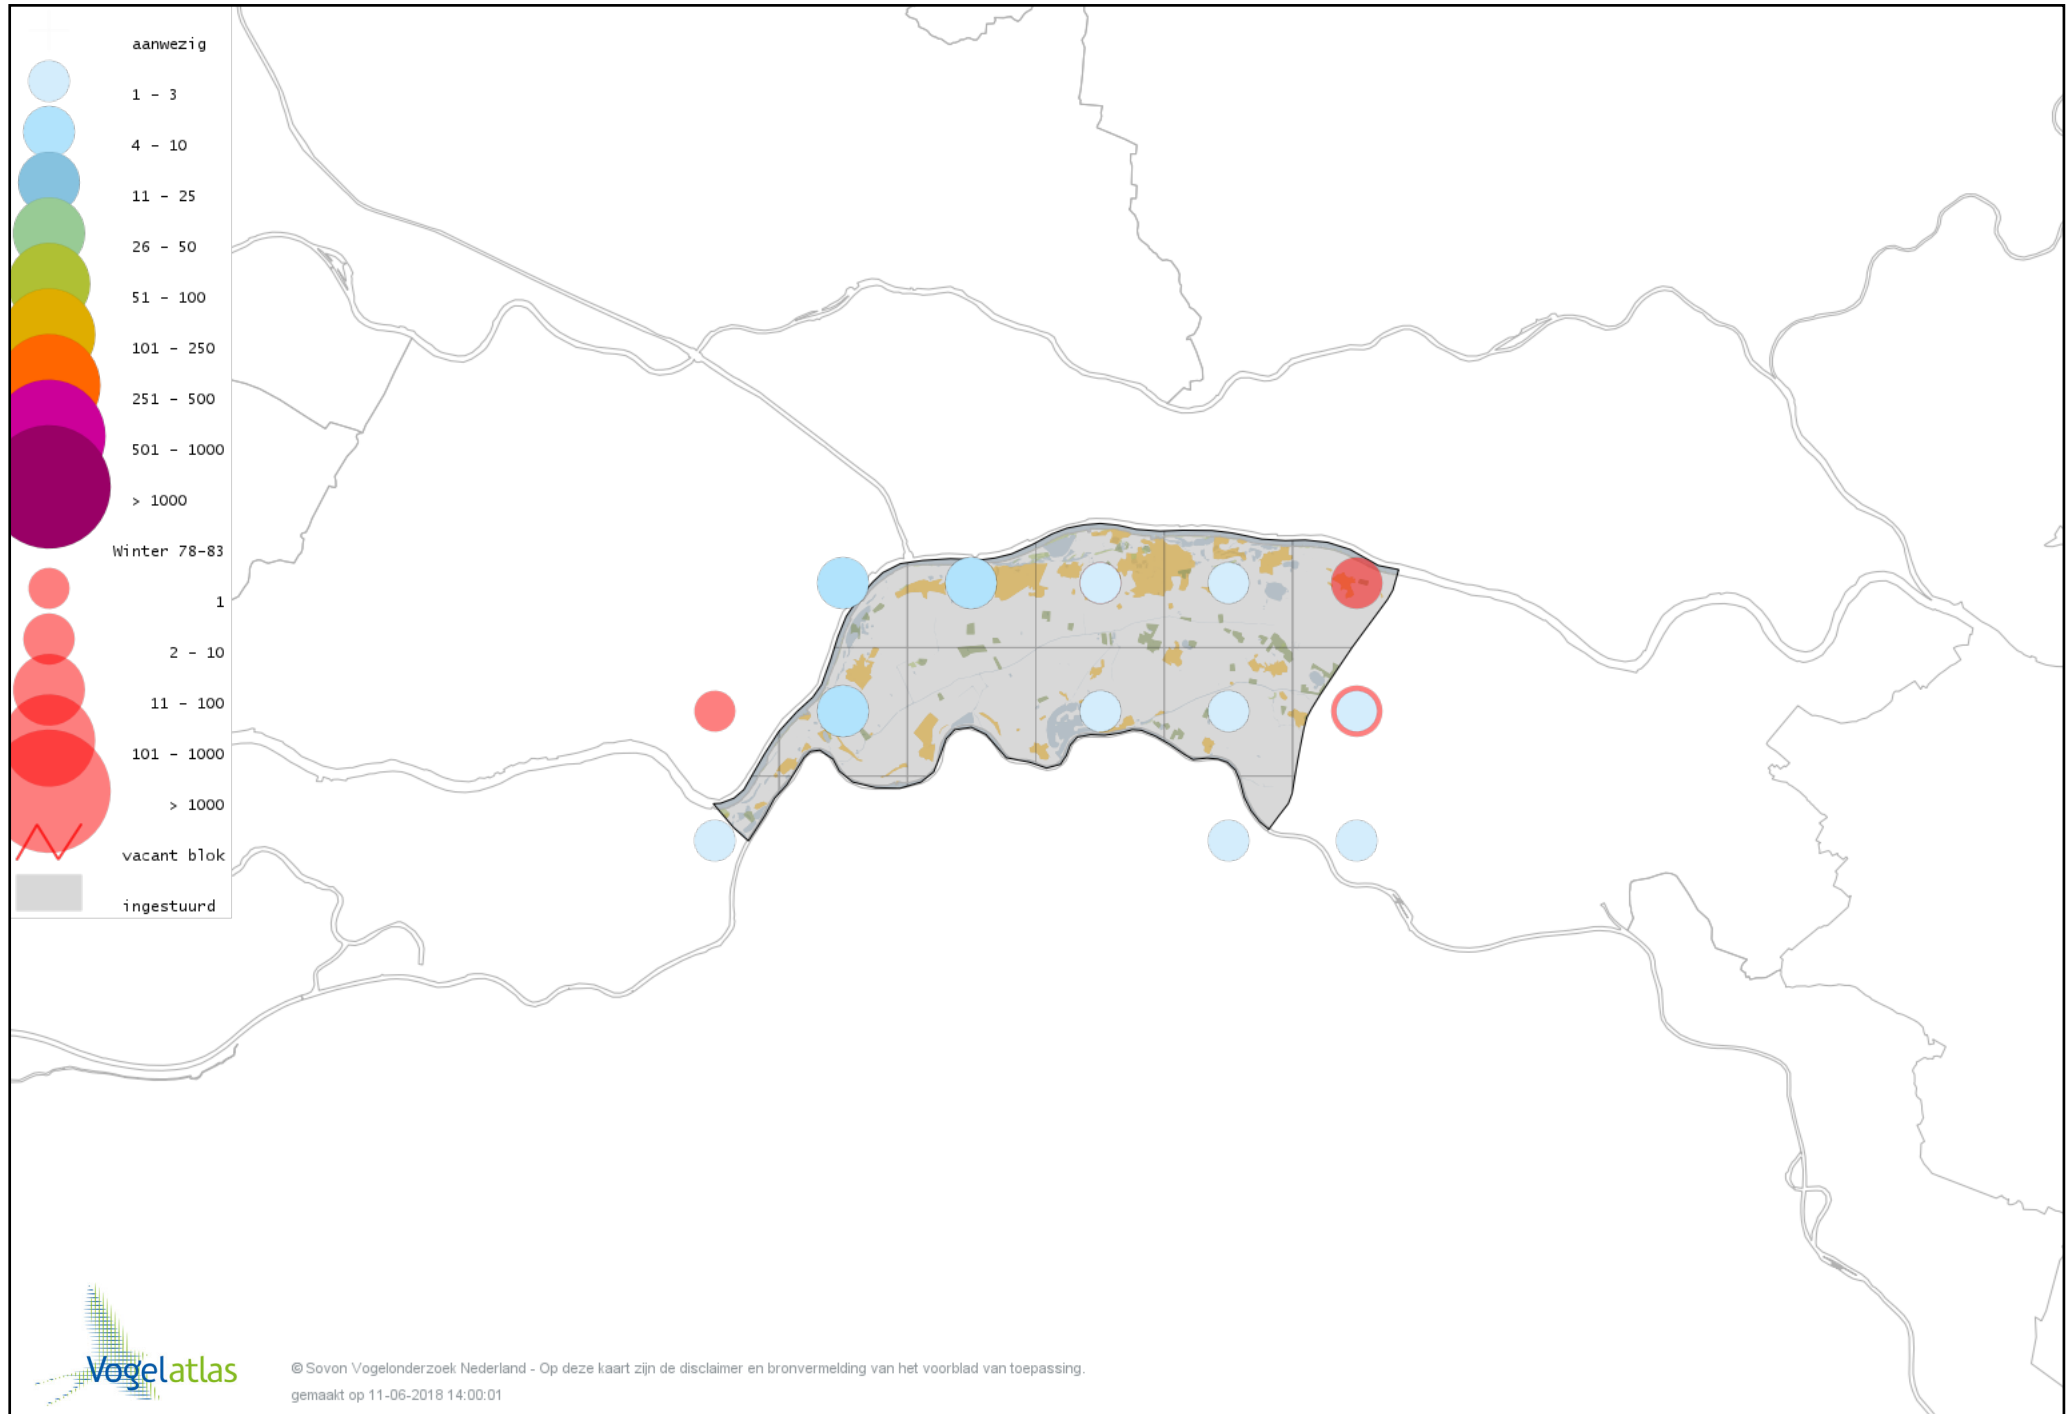 aanwezig
1 – 3
4 – 10
11 – 25
26 – 50
51 – 100
101 – 250
251 – 500
501 – 1000
> 1000
Winter 78-83
1
2 – 10
11 – 100
101 – 1000
> 1000
vacant blok
ingestuurd
Vogelatlas
© Sovon Vogelonderzoek Nederland - Op deze kaart zijn de disclaimer en bronvermelding van het voorblad van toepassing.
gemaakt op 11-06-2018 14:00:01